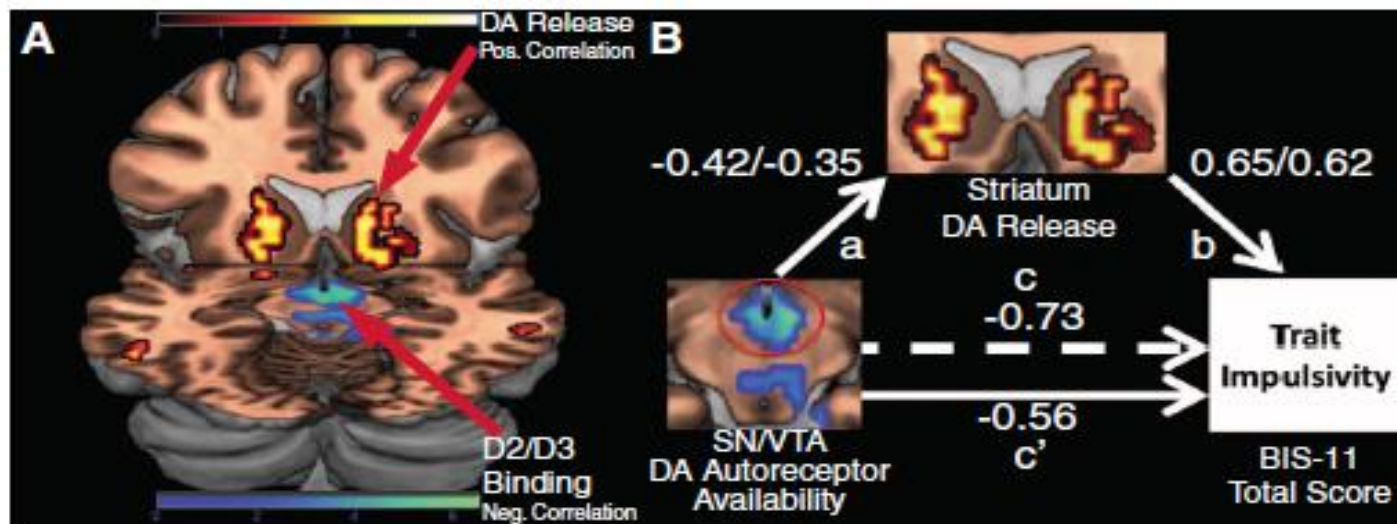 A
DA Release
Pos. Correlation
D2/D3
Binding
Neg. Correlation
B
-0.42/-0.35
0.65/0.62
Striatum
DA Release
a
b
c
-0.73
-0.56
c'
SN/VTA
DA Autoreceptor
Availability
Trait
Impulsivity
BIS-11
Total Score